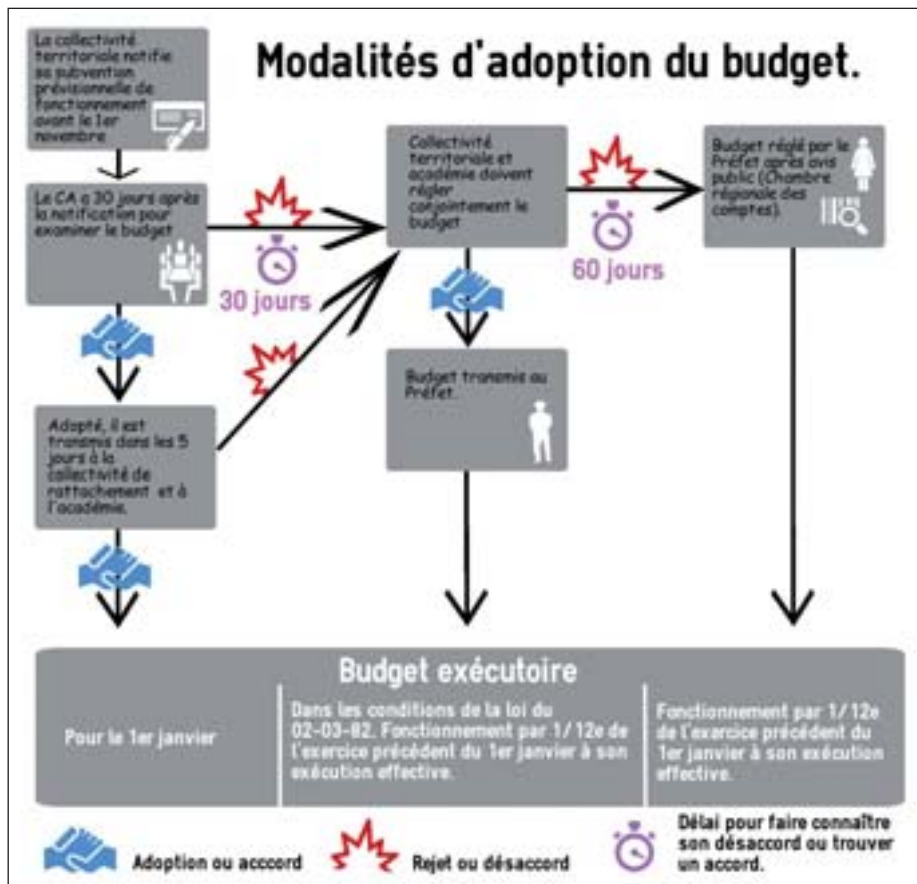 Modalités d'adoption du budget.
La collectivité
territoriale notifie
sa subvention
prévisionnelle de
fonctionnement
avant le 1er
novembre
Le CA a 30 jours après
la notification pour
examiner le budget
30 jours
Collectivité
territoriale et
académie doivent
régler
conjointement le
budget
60 jours
Budget réglé par le
Préfet après avis
public (Chambre
régionale des
comptes).
Budget transmis au
Préfet.
Adopté, il est
transmis dans les 5
jours à la
collectivité de
rattachement et à
l'académie.
Budget exécutoire
Pour le 1er janvier
Dans les conditions de la loi du
02-03-82. Fonctionnement par 1/12e de
l'exercice précédent du 1er janvier à son
exécution effective.
Fonctionnement par 1/12e
de l'exercice précédent du
1er janvier à son exécution
effective.
Adoption ou acccord
Rejet ou désaccord
Délai pour faire connaître
son désaccord ou trouver
un accord.